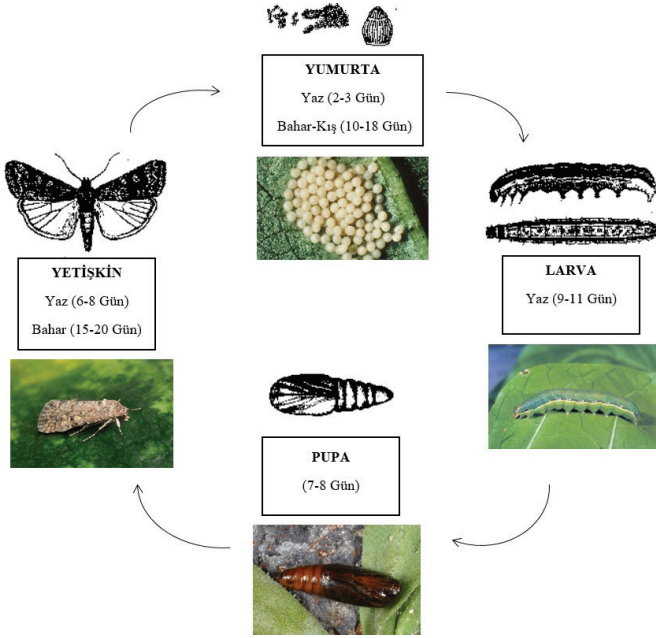 YUMURTA
Yaz (2-3 Gün)
Bahar-Kış (10-18 Gün)
LARVA
Yaz (9-11 Gün)
PUPA
(7-8 Gün)
YETİŞKİN
Yaz (6-8 Gün)
Bahar (15-20 Gün)